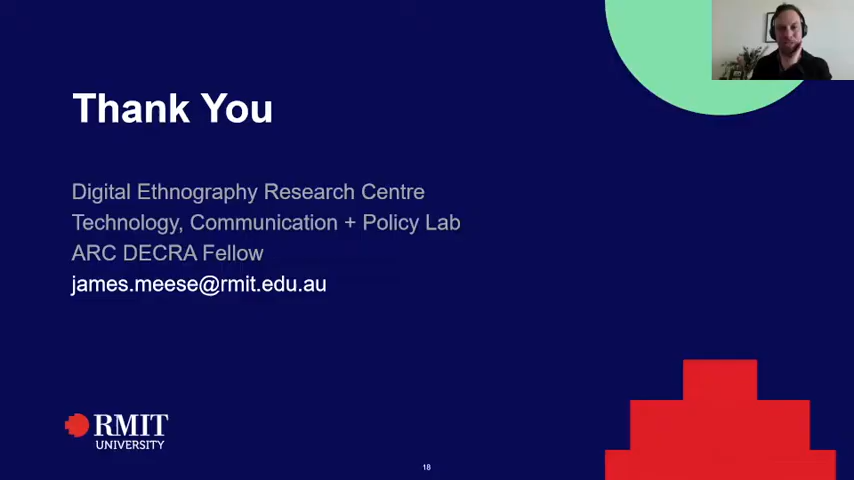 Thank You
Digital Ethnography Research Centre
Technology, Communication + Policy Lab
ARC DECRA Fellow
james.meese@rmit.edu.au
RMIT
UNIVERSITY
18